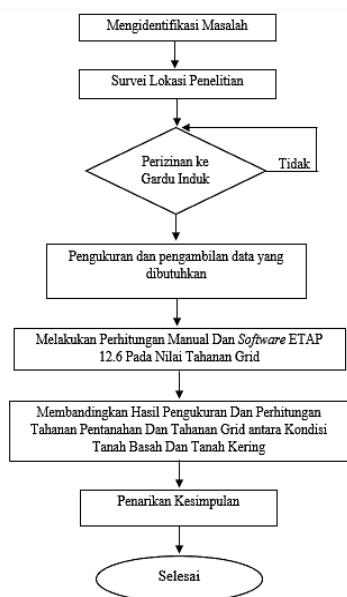 Mengidentifikasi Masalah
Survei Lokasi Penelitian
Perizinan ke
Gardu Induk
Tidak
Pengukuran dan pengambilan data yang
dibutuhkan
Melakukan Perhitungan Manual Dan Software ETAP
12.6 Pada Nilai Tahanan Grid
Membandingkan Hasil Pengukuran Dan Perhitungan
Tahanan Pentanahan Dan Tahanan Grid antara Kondisi
Tanah Basah Dan Tanah Kering
Penarikan Kesimpulan
Selesai